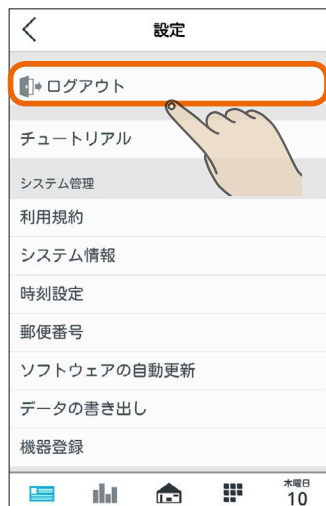 設定
ログアウト
チュートリアル
システム管理
利用規約
システム情報
時刻設定
郵便番号
ソフトウェアの自動更新
データの書き出し
機器登録
木曜日
10